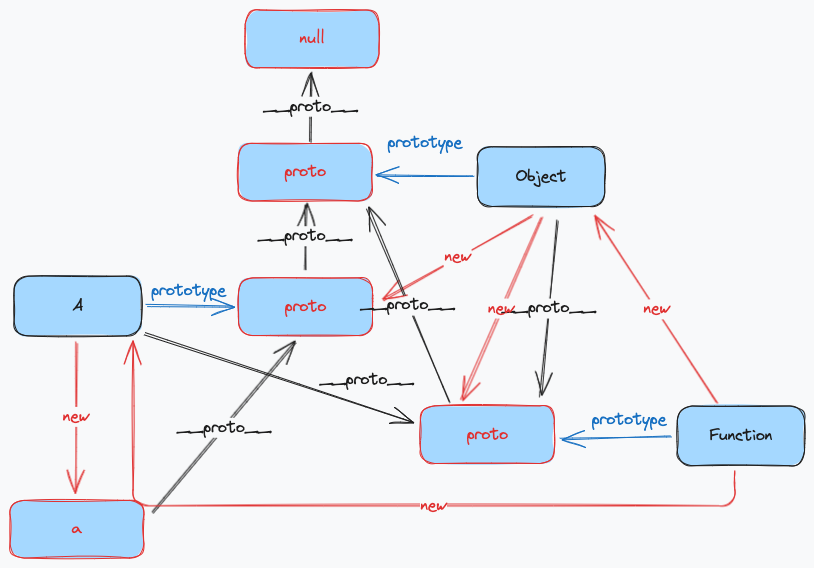 null
__proto__
prototype
proto
Object
__proto__
new
A
prototype
proto
__proto__
new
__proto__
new
new
__proto__
__proto__
prototype
proto
Function
a
new